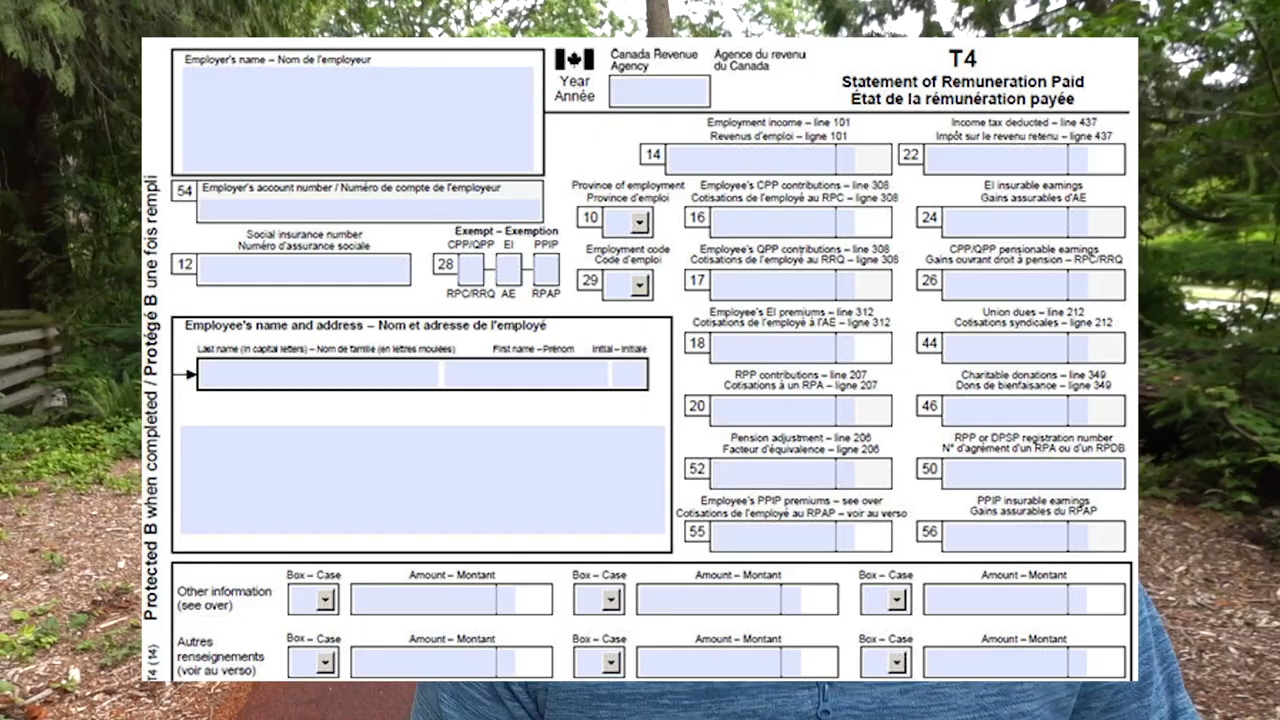 Employer's name – Nom de l'employeur
Canada Revenue Agency
Agence du revenu du Canada
Year
Année
T4
Statement of Remuneration Paid
État de la rémunération payée
Employment income – line 101
Revenus d'emploi – ligne 101
14
Income tax deducted – line 437
Impôt sur le revenu retenu – ligne 437
22
54
Employer's account number / Numéro de compte de l'employeur
Province of employment
Province d'emploi
10
Employee's CPP contributions – line 308
Cotisations de l'employé au RPC – ligne 308
16
EI insurable earnings
Gains assurables d'AE
24
Social insurance number
Numéro d'assurance sociale
12
Exempt – Exemption
CPP/QPP EI PPIP
28
RPC/RRQ AE RPAP
Employment code
Code d'emploi
29
Employee's QPP contributions – line 308
Cotisations de l'employé au RRQ – ligne 308
17
CPP/QPP pensionable earnings
Gains ouvrant droit à pension – RPC/RRQ
26
Employee's name and address – Nom et adresse de l'employé
Last name (in capital letters) – Nom de famille (en lettres moulées)
First name – Prénom
Initial – Initiale
Employee's EI premiums – line 312
Cotisations de l'employé à l'AE – ligne 312
18
Union dues – line 212
Cotisations syndicales – ligne 212
44
RPP contributions – line 207
Cotisations à un RPA – ligne 207
20
Charitable donations – line 349
Dons de bienfaisance – ligne 349
46
Pension adjustment – line 206
Facteur d'équivalence – ligne 206
52
RPP or DPSP registration number
N° d'agrément d'un RPA ou d'un RPDB
50
Employee's PPIP premiums – see over
Cotisations de l'employé au RPAP – voir au verso
55
PPIP insurable earnings
Gains assurables du RPAP
56
Other information
(see over)
Box – Case
Amount – Montant
Box – Case
Amount – Montant
Box – Case
Amount – Montant
Autres
renseignements
(voir au verso)
Box – Case
Amount – Montant
Box – Case
Amount – Montant
Box – Case
Amount – Montant
Protected B when completed / Protégé B une fois rempli
T4 (14)